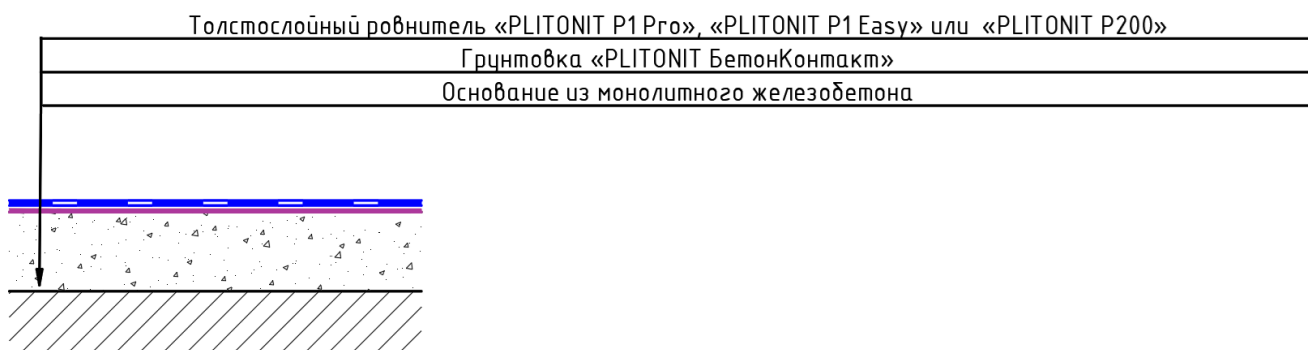 Толстослойный ровнитель «PLITONIT P1 Pro», «PLITONIT P1 Easy» или «PLITONIT P200»
Грунтовка «PLITONIT БетонКонтакт»
Основание из монолитного железобетона